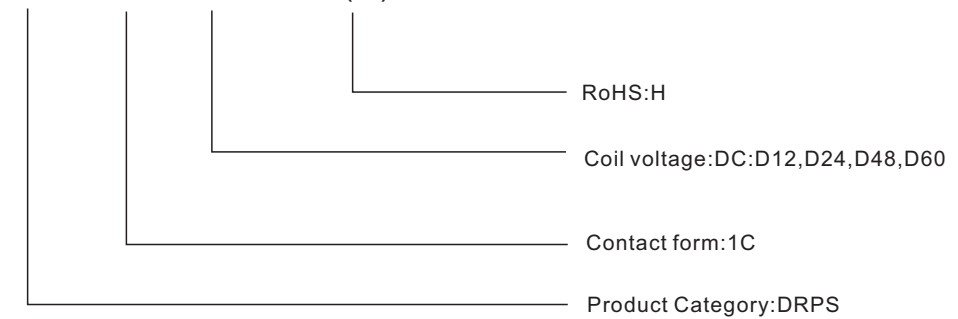 RoHS:H
Coil voltage:DC:D12,D24,D48,D60
Contact form:1C
Product Category:DRPS